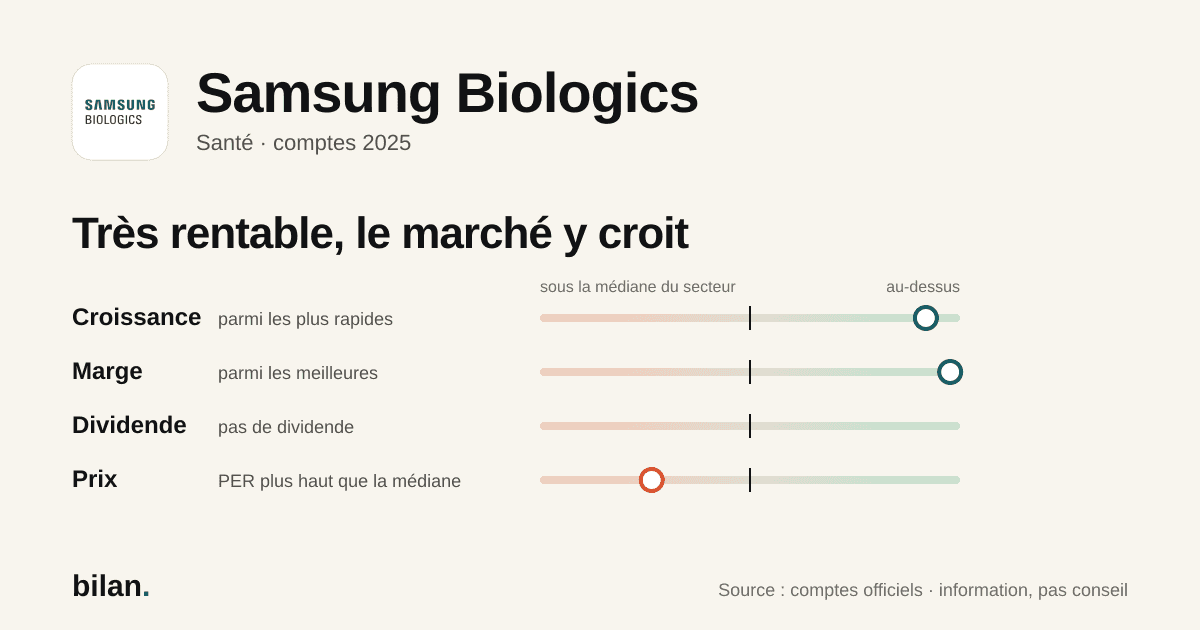 SAMSUNG
BIOLOGICS
Samsung Biologics
Santé · comptes 2025
Très rentable, le marché y croit
sous la médiane du secteur au-dessus
Croissance parmi les plus rapides
Marge parmi les meilleures
Dividende pas de dividende
Prix PER plus haut que la médiane
bilan.
Source : comptes officiels · information, pas conseil